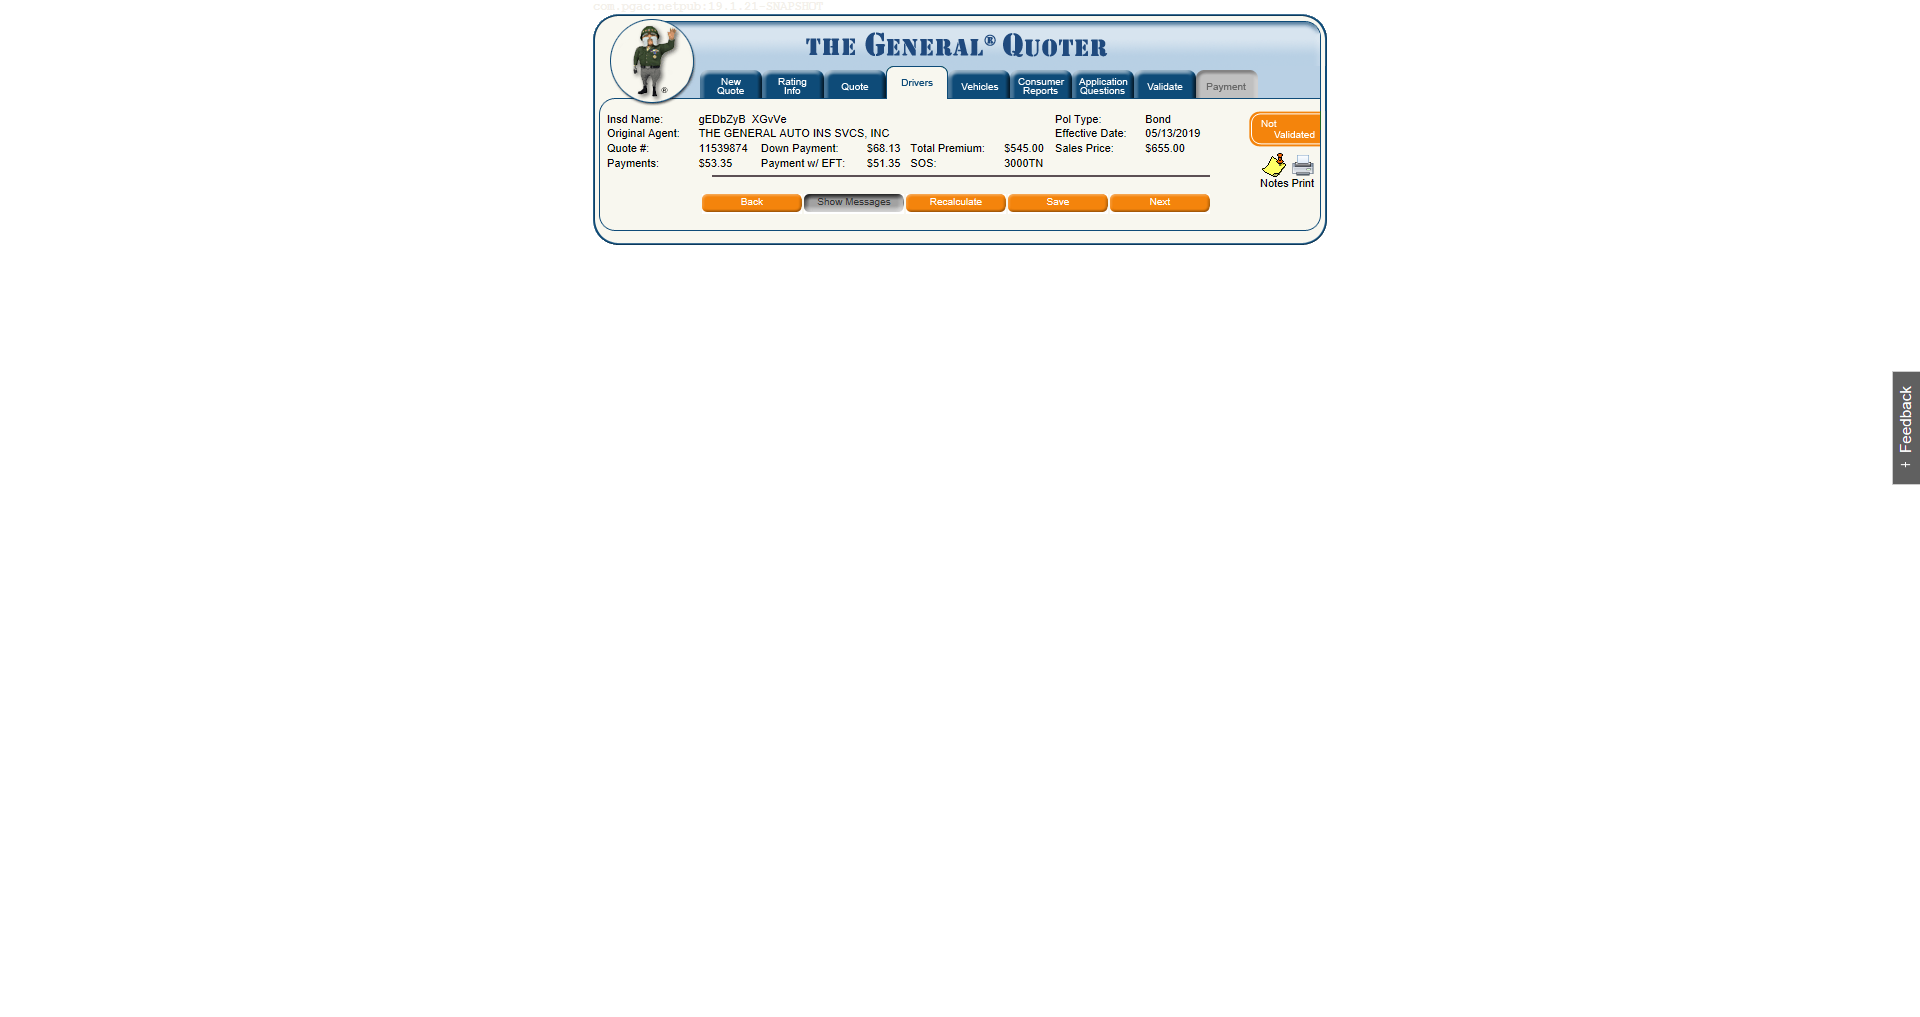 com.pgac:netpub:19.1.21-SNAPSHOT
THE GENERAL® QUOTER
New Quote
Rating Info
Quote
Drivers
Vehicles
Consumer Reports
Application Questions
Validate
Payment
Insd Name: gEDbZyB XGvVe Pol Type: Bond
Original Agent: THE GENERAL AUTO INS SVCS, INC Effective Date: 05/13/2019
Quote #: 11539874 Down Payment: $68.13 Total Premium: $545.00 Sales Price: $655.00
Payments: $53.35 Payment w/ EFT: $51.35 SOS: 3000TN
Not Validated
Notes Print
Back Show Messages Recalculate Save Next
+ Feedback